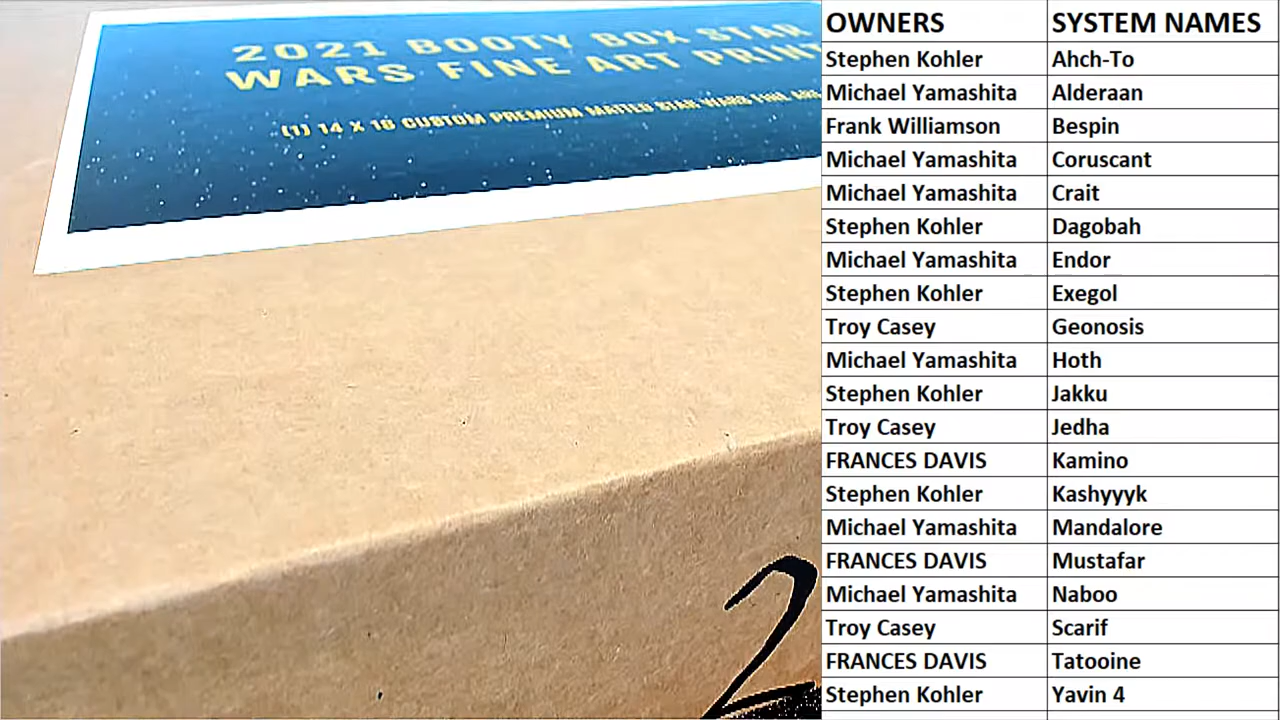 2021 BOOTY BOX STAR
WARS FINE ART PRINT
(1) 14 X 18 CUSTOM PREMIUM MATTED STAR WARS FINE ART
2
OWNERS SYSTEM NAMES
Stephen Kohler Ahch-To
Michael Yamashita Alderaan
Frank Williamson Bespin
Michael Yamashita Coruscant
Michael Yamashita Crait
Stephen Kohler Dagobah
Michael Yamashita Endor
Stephen Kohler Exegol
Troy Casey Geonosis
Michael Yamashita Hoth
Stephen Kohler Jakku
Troy Casey Jedha
FRANCES DAVIS Kamino
Stephen Kohler Kashyyyk
Michael Yamashita Mandalore
FRANCES DAVIS Mustafar
Michael Yamashita Naboo
Troy Casey Scarif
FRANCES DAVIS Tatooine
Stephen Kohler Yavin 4